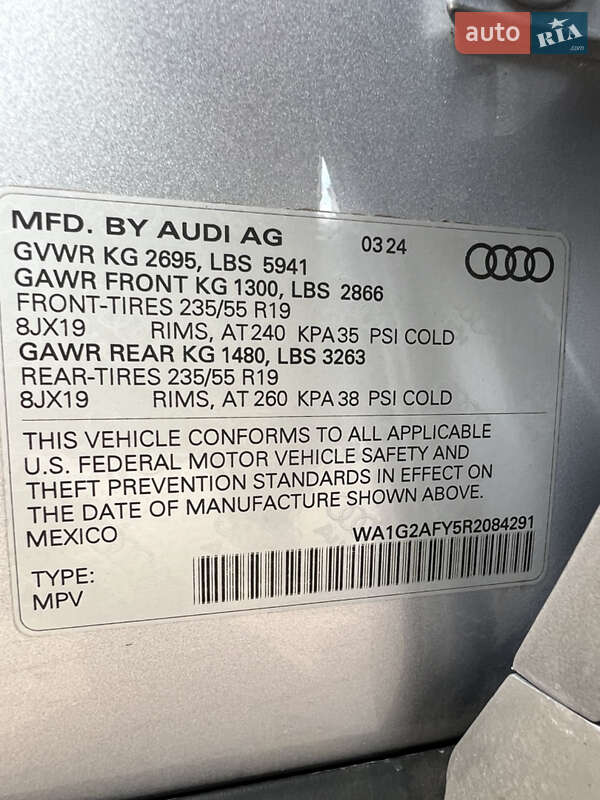 auto RIA
.com
MFD. BY AUDI AG 03 24
GVWR KG 2695, LBS 5941
GAWR FRONT KG 1300, LBS 2866
FRONT-TIRES 235/55 R19
8JX19 RIMS, AT 240 KPA 35 PSI COLD
GAWR REAR KG 1480, LBS 3263
REAR-TIRES 235/55 R19
8JX19 RIMS, AT 260 KPA 38 PSI COLD
THIS VEHICLE CONFORMS TO ALL APPLICABLE
U.S. FEDERAL MOTOR VEHICLE SAFETY AND
THEFT PREVENTION STANDARDS IN EFFECT ON
THE DATE OF MANUFACTURE SHOWN ABOVE.
MEXICO WA1G2AFY5R2084291
TYPE:
MPV